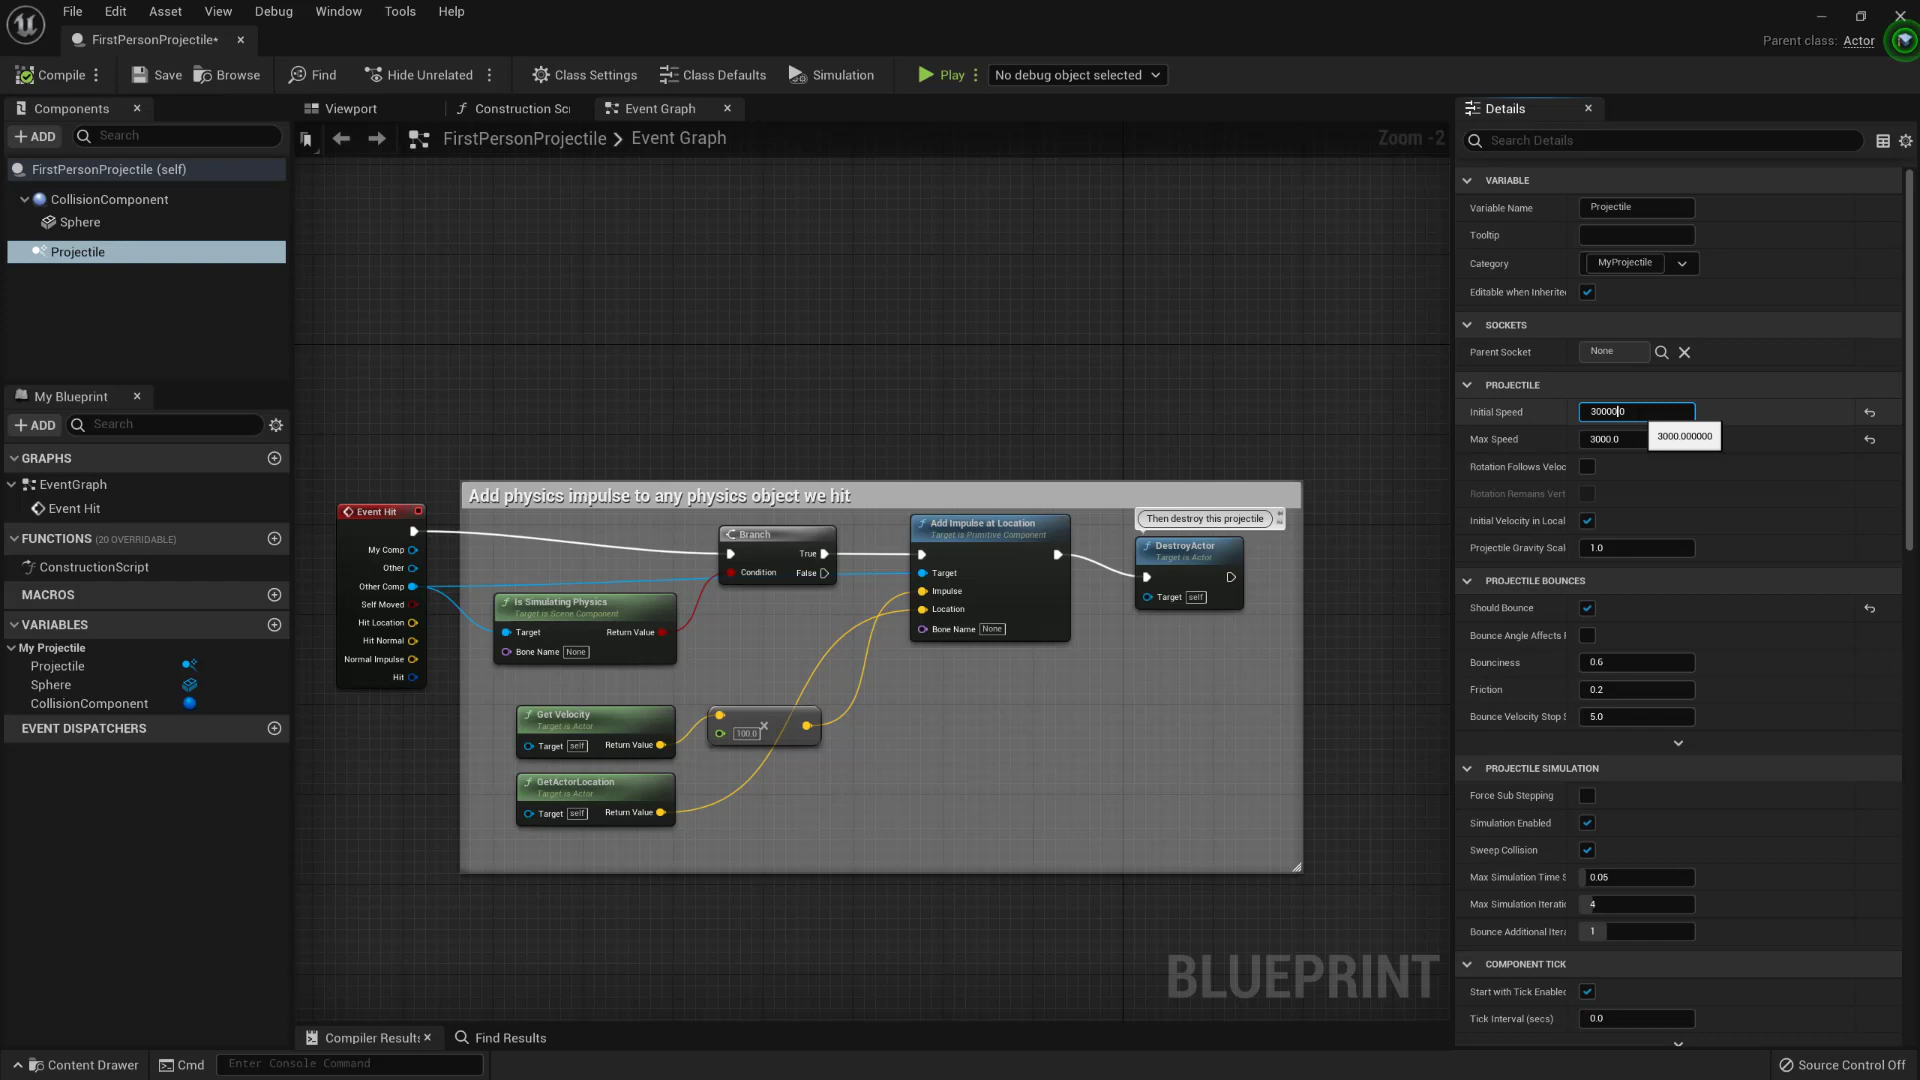 File Edit Asset View Debug Window Tools Help
FirstPersonProjectile*
Parent class: Actor
Compile Save Browse Find Hide Unrelated Class Settings Class Defaults Simulation Play No debug object selected
Components
ADD Search
FirstPersonProjectile (self)
CollisionComponent
Sphere
Projectile
My Blueprint
ADD Search
GRAPHS
EventGraph
Event Hit
FUNCTIONS (20 OVERRIDABLE)
ConstructionScript
MACROS
VARIABLES
My Projectile
Projectile
Sphere
CollisionComponent
EVENT DISPATCHERS
Viewport Construction Scr Event Graph
FirstPersonProjectile > Event Graph
Zoom -2
Add physics impulse to any physics object we hit
Event Hit
My Comp
Other
Other Comp
Self Moved
Hit Location
Hit Normal
Normal Impulse
Hit
Is Simulating Physics
Target is Scene Component
Target Return Value
Bone Name None
Branch
True
Condition False
Add Impulse at Location
Target is Primitive Component
Target
Impulse
Location
Bone Name None
Then destroy this projectile
DestroyActor
Target is Actor
Target self
Get Velocity
Target is Actor
Target self Return Value
100.0
GetActorLocation
Target is Actor
Target self Return Value
BLUEPRINT
Compiler Results Find Results
Details
Search Details
VARIABLE
Variable Name Projectile
Tooltip
Category MyProjectile
Editable when Inherited
SOCKETS
Parent Socket None
PROJECTILE
Initial Speed 30000.0
3000.000000
Max Speed 3000.0
Rotation Follows Veloc
Rotation Remains Vert
Initial Velocity in Local
Projectile Gravity Scal 1.0
PROJECTILE BOUNCES
Should Bounce
Bounce Angle Affects F
Bounciness 0.6
Friction 0.2
Bounce Velocity Stop S 5.0
PROJECTILE SIMULATION
Force Sub Stepping
Simulation Enabled
Sweep Collision
Max Simulation Time S 0.05
Max Simulation Iteratic 4
Bounce Additional Itera 1
COMPONENT TICK
Start with Tick Enabled
Tick Interval (secs) 0.0
Content Drawer Cmd Enter Console Command Source Control Off